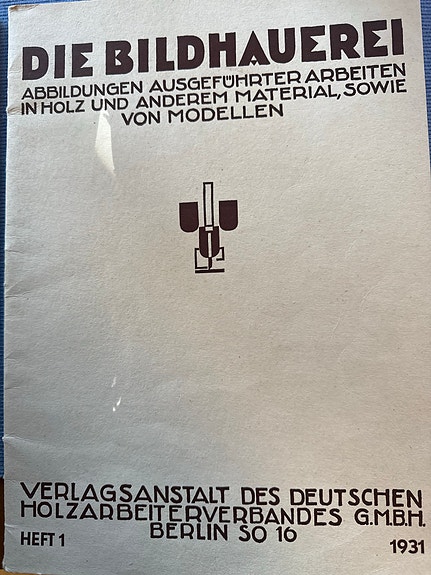 DIE BILDHAUEREI
ABBILDUNGEN AUSGEFÜHRTER ARBEITEN
IN HOLZ UND ANDEREM MATERIAL, SOWIE
VON MODELLEN
VERLAGSANSTALT DES DEUTSCHEN
HOLZARBEITERVERBANDES G.M.B.H.
BERLIN SO 16
HEFT 1
1931